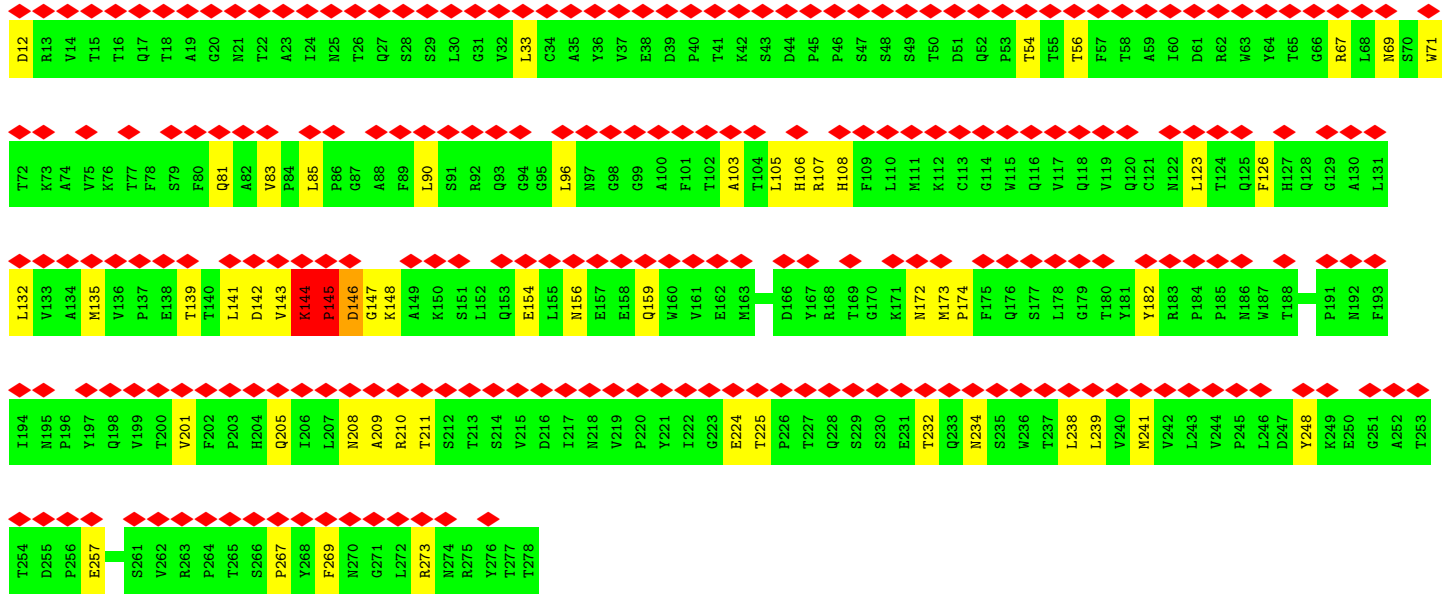 D12 R13 V14 T15 T16 Q17 T18 A19 G20 N21 T22 A23 I24 N25 T26 Q27 S28 S29 L30 G31 V32 L33 C34 A35 Y36 V37 E38 D39 P40 T41 K42 S43 D44 P45 P46 S47 S48 S49 T50 D51 Q52 P53 T54 T55 T56 F57 T58 A59 I60 D61 R62 W63 Y64 T65 G66 R67 L68 N69 S70 W71
T72 K73 A74 V75 K76 T77 F78 S79 F80 Q81 A82 V83 P84 L85 P86 G87 A88 F89 L90 S91 R92 Q93 G94 G95 L96 N97 G98 G99 A100 F101 T102 A103 T104 L105 H106 R107 H108 F109 L110 M111 K112 C113 G114 W115 Q116 V117 Q118 V119 Q120 C121 N122 L123 T124 Q125 F126 H127 Q128 G129 A130 L131
L132 V133 A134 M135 V136 P137 E138 T139 T140 L141 D142 V143 K144 P145 D146 G147 K148 A149 K150 S151 L152 Q153 E154 L155 N156 E157 E158 Q159 W160 V161 E162 M163 D166 Y167 R168 T169 G170 K171 N172 M173 P174 F175 Q176 S177 L178 G179 T180 Y181 Y182 R183 P184 P185 N186 W187 T188 P191 N192 F193
I194 N195 P196 Y197 Q198 V199 T200 V201 F202 P203 H204 Q205 I206 L207 N208 A209 R210 T211 S212 T213 S214 V215 D216 I217 N218 V219 P220 Y221 I222 G223 E224 T225 P226 T227 Q228 S229 S230 E231 T232 Q233 N234 S235 W236 T237 L238 L239 V240 M241 V242 L243 V244 P245 L246 D247 Y248 K249 E250 G251 A252 T253
T254 D255 P256 E257 S261 V262 R263 P264 T265 S266 P267 Y268 F269 N270 G271 L272 R273 N274 R275 Y276 T277 T278